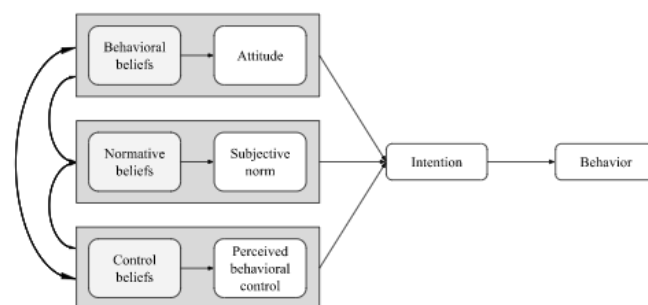 Behavioral
beliefs
Attitude
Normative
beliefs
Subjective
norm
Intention
Behavior
Control
beliefs
Perceived
behavioral
control